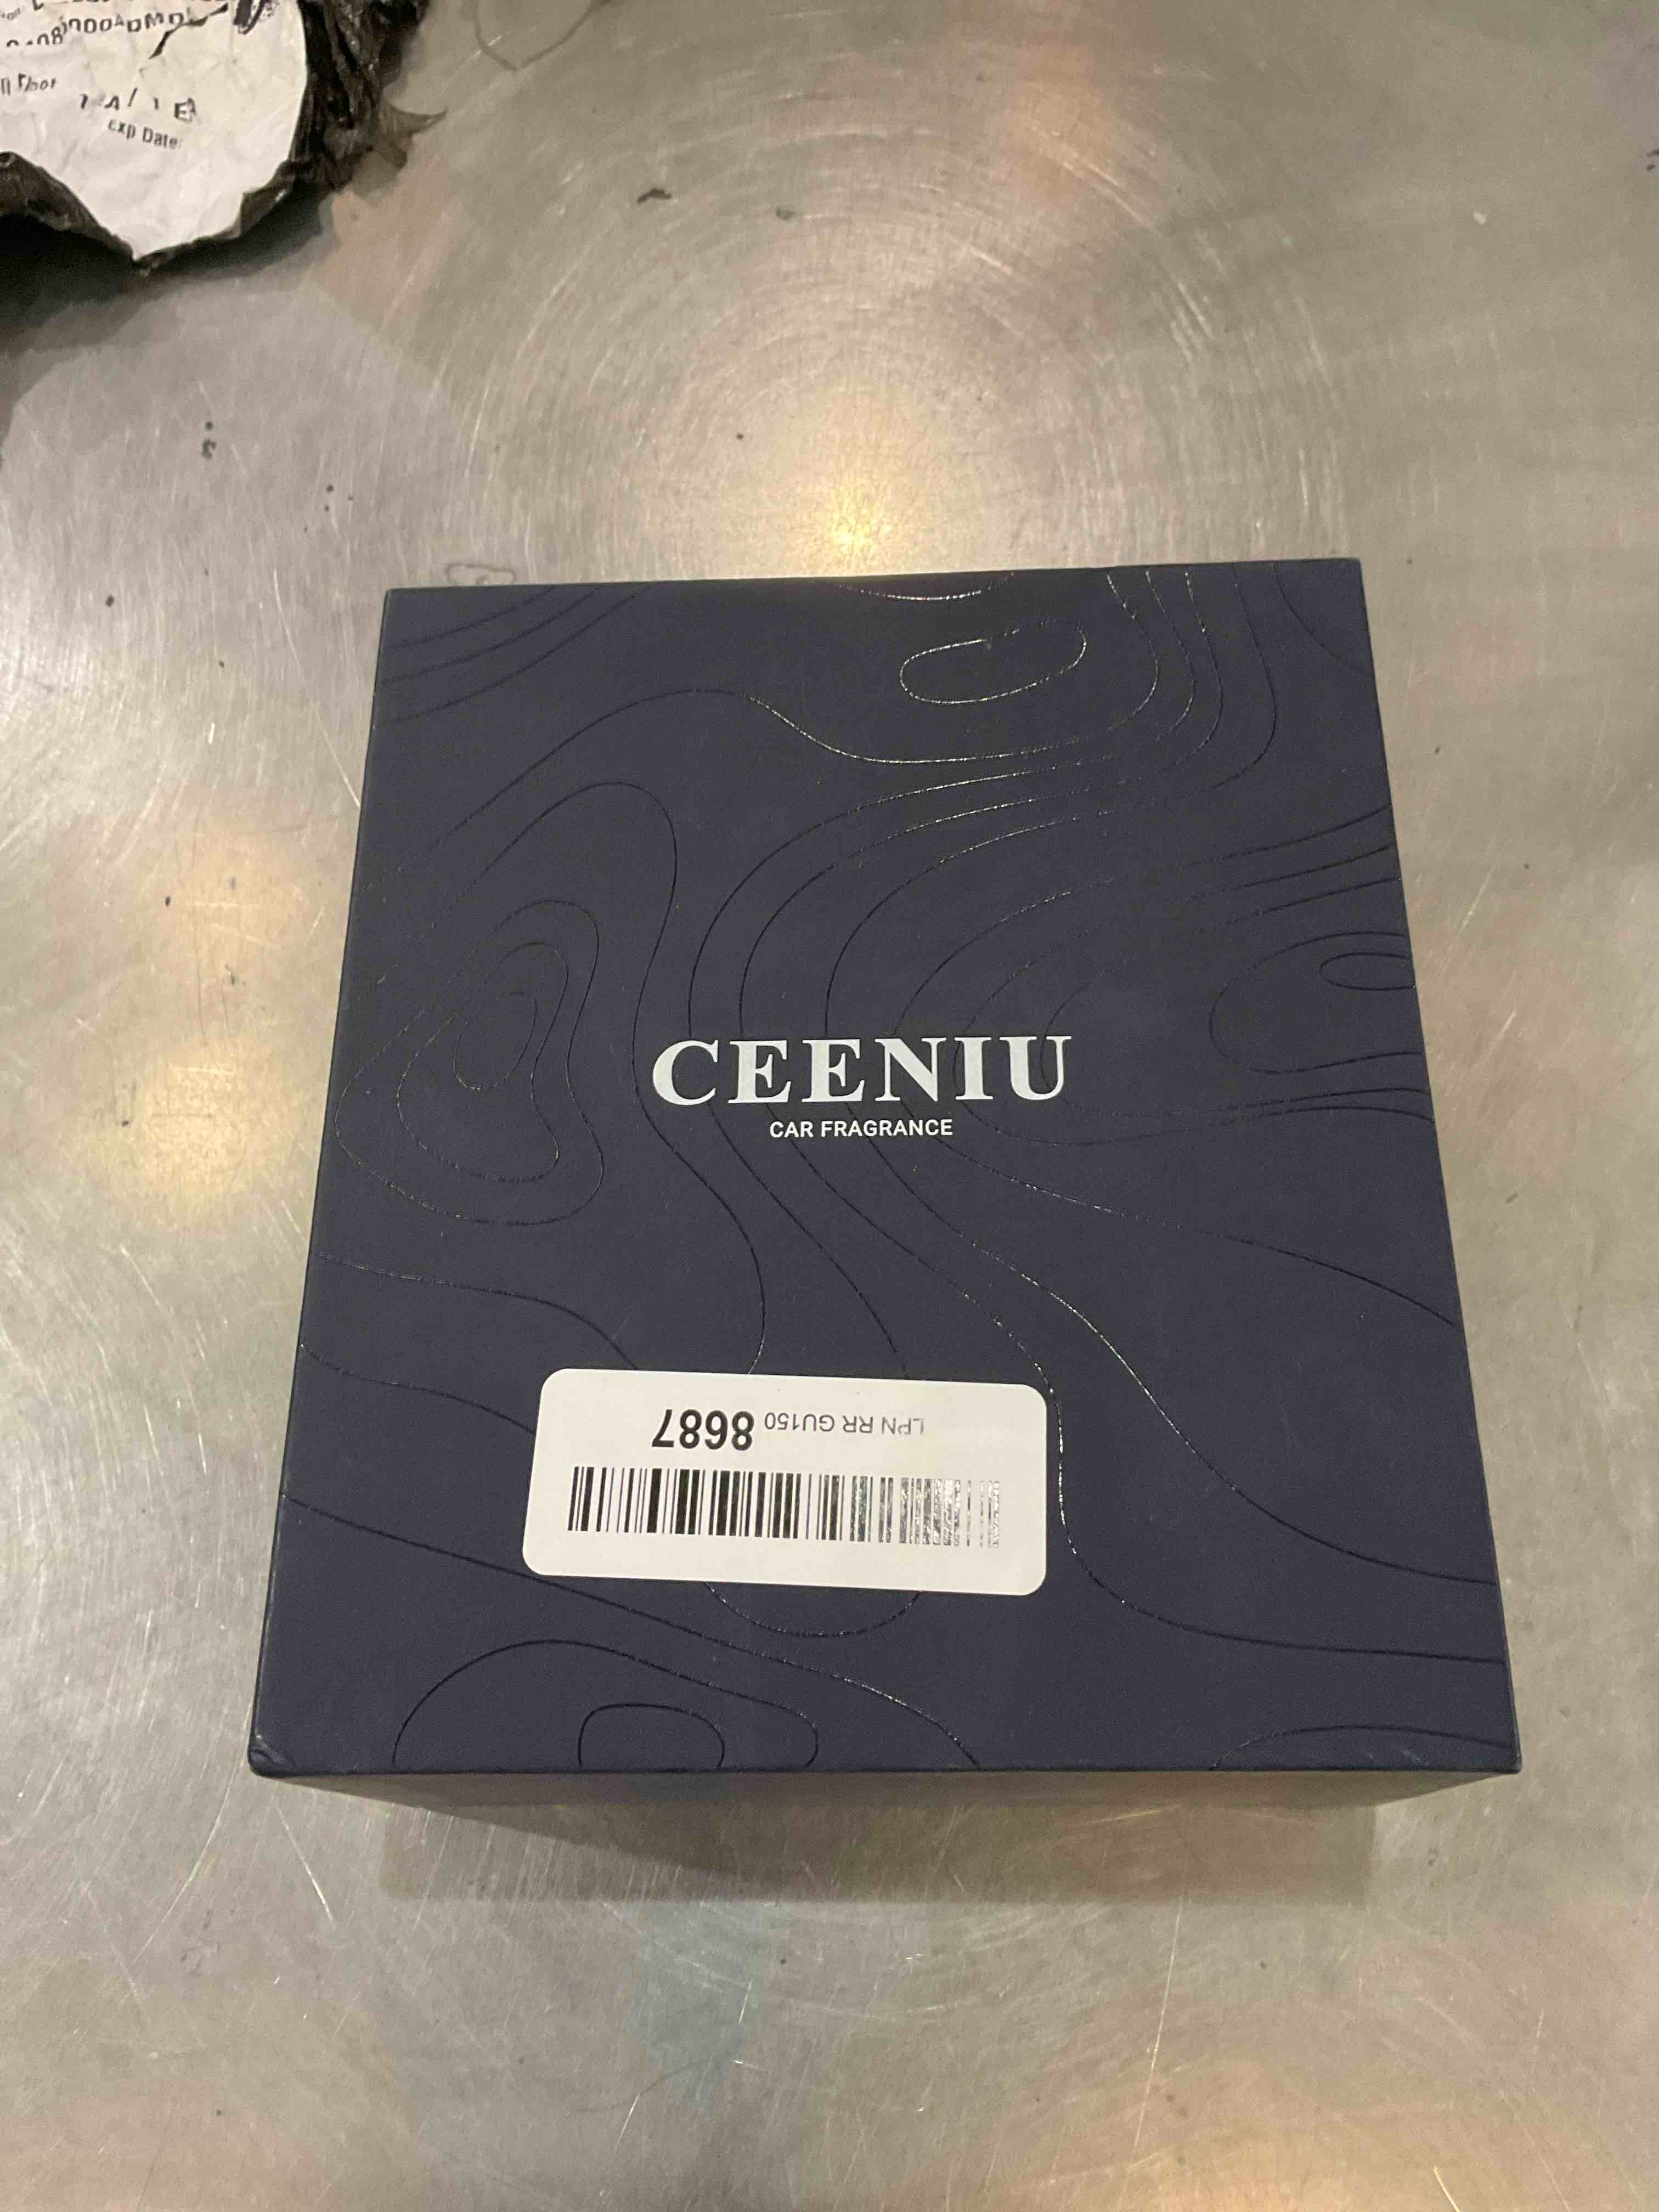 Exp Date:
CEENIU
CAR FRAGRANCE
LPN RR GU150 8687